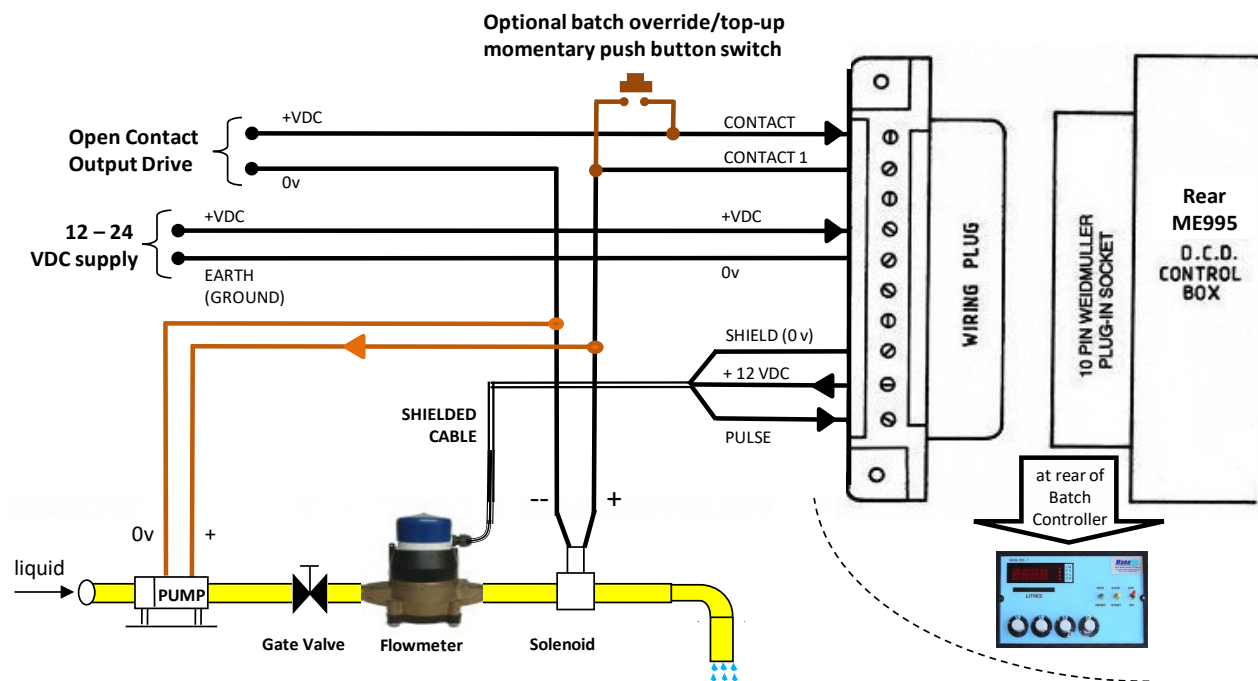 Optional batch override/top-up
momentary push button switch
Open Contact
Output Drive
+VDC
0v
CONTACT
CONTACT 1
12 – 24
VDC supply
+VDC
EARTH
(GROUND)
+VDC
0v
SHIELD (0 v)
+ 12 VDC
PULSE
SHIELDED
CABLE
WIRING PLUG
10 PIN WEIDMULLER
PLUG-IN SOCKET
Rear
ME995
D.C.D.
CONTROL
BOX
at rear of
Batch
Controller
-- +
0v +
liquid
PUMP
Gate Valve
Flowmeter
Solenoid
LITRES